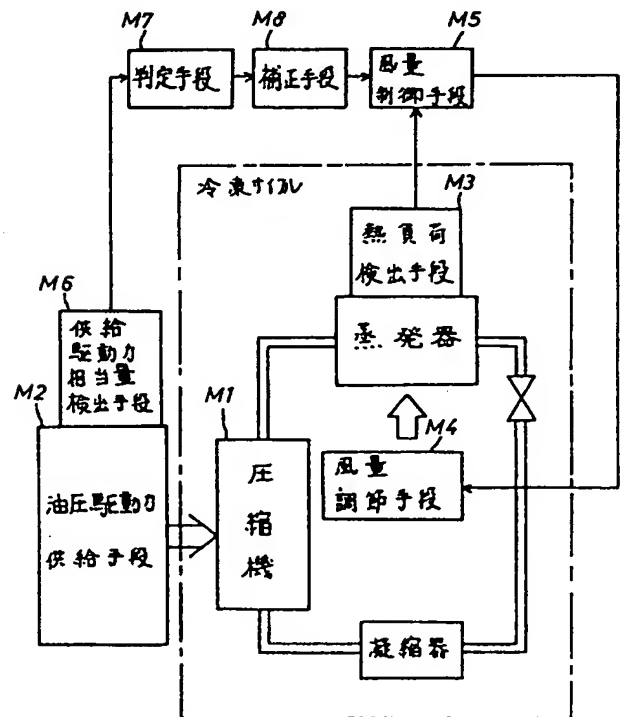 M7
M8
M5
判定手段
補正手段
風量
制御手段
冷凍サイクル
M3
熱負荷
検出手段
M6
供給
駆動力
相当量
検出手段
蒸発器
M2
M1
M4
油圧駆動力
供給手段
圧
縮
機
風量
調節手段
凝縮器